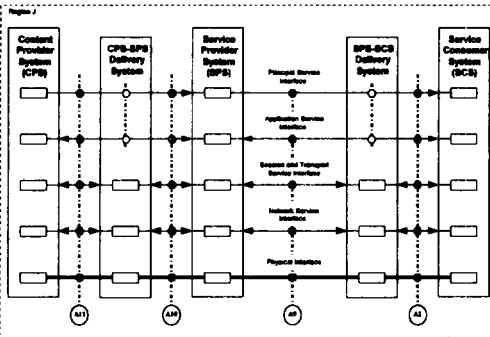 Region J
Content
Provider
System
(CPS)
CPS-SPS
Delivery
System
Service
Provider
System
(SPS)
SPS-SCS
Delivery
System
Service
Consumer
System
(SCS)
Principal Service
Interface
Application Service
Interface
Session and Transport
Service Interface
Network Service
Interface
Physical Interface
A11
A10
A9